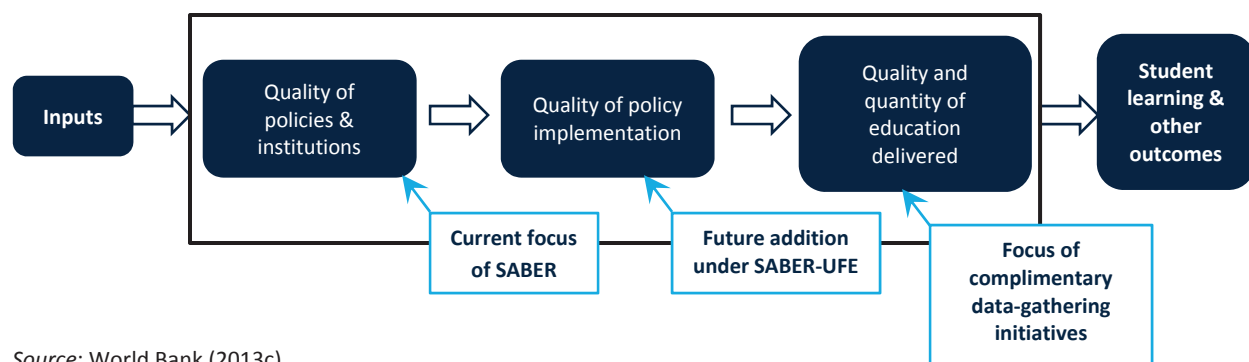 Inputs
Quality of
policies &
institutions
Quality of policy
implementation
Quality and
quantity of
education
delivered
Student
learning &
other
outcomes
Current focus
of SABER
Future addition
under SABER-UFE
Focus of
complimentary
data-gathering
initiatives
Source: World Bank (2013c)